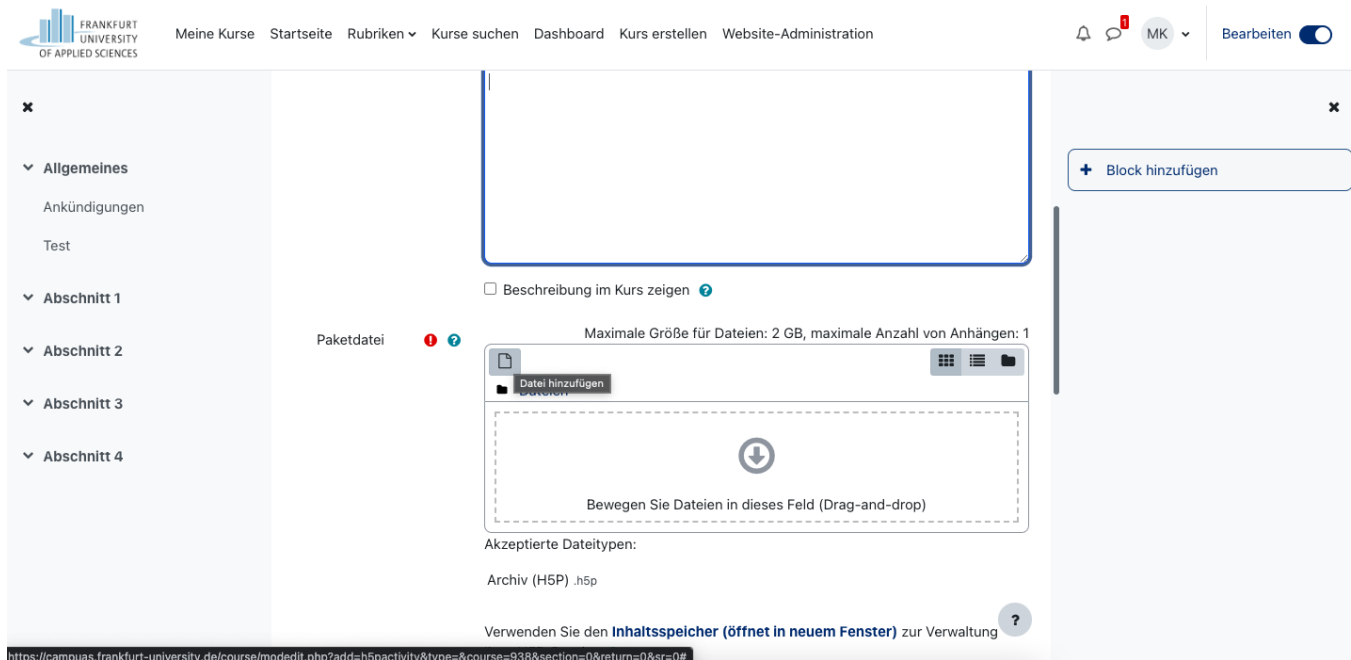 FRANKFURT
UNIVERSITY
OF APPLIED SCIENCES
Meine Kurse Startseite Rubriken Kurse suchen Dashboard Kurs erstellen Website-Administration
1
MK
Bearbeiten
Allgemeines
Ankündigungen
Test
Abschnitt 1
Abschnitt 2
Abschnitt 3
Abschnitt 4
Beschreibung im Kurs zeigen ?
Paketdatei ! ?
Maximale Größe für Dateien: 2 GB, maximale Anzahl von Anhängen: 1
Datei hinzufügen
Dateien
Bewegen Sie Dateien in dieses Feld (Drag-and-drop)
Akzeptierte Dateitypen:
Archiv (H5P) .h5p
Verwenden Sie den Inhaltsspeicher (öffnet in neuem Fenster) zur Verwaltung
?
+ Block hinzufügen
https://campuas.frankfurt-university.de/course/modedit.php?add=h5pactivity&type=&course=938&section=0&return=0&sr=0#